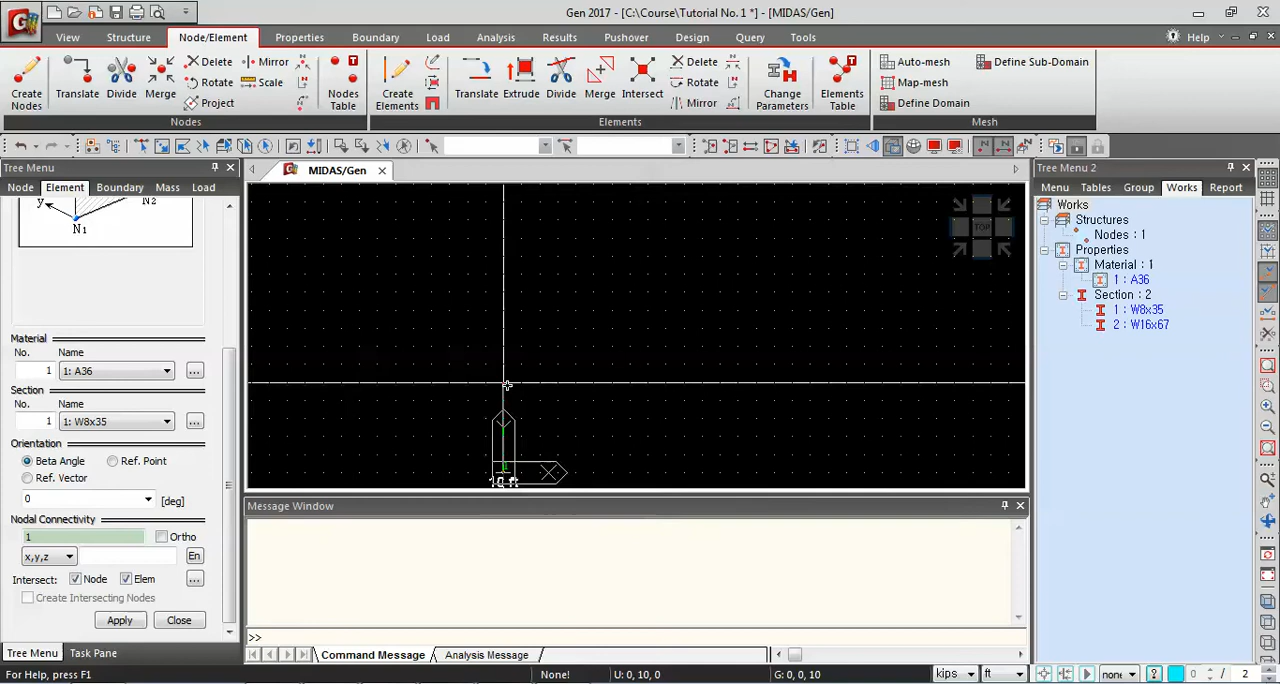 Gen 2017 - [C:\Course\Tutorial No.1 *] - [MIDAS/Gen]
View Structure Node/Element Properties Boundary Load Analysis Results Pushover Design Query Tools Help
Create Nodes
Translate
Divide
Merge
Delete
Rotate
Project
Mirror
Scale
Nodes Table
Nodes
Create Elements
Translate
Extrude
Divide
Merge
Intersect
Delete
Rotate
Mirror
Change Parameters
Elements Table
Elements
Auto-mesh
Map-mesh
Define Domain
Define Sub-Domain
Mesh
Tree Menu
Node Element Boundary Mass Load
y
N2
N1
Material
No. Name
1 1: A36
Section
No. Name
1 1: W8x35
Orientation
Beta Angle Ref. Point
Ref. Vector
0 [deg]
Nodal Connectivity
1 Ortho
x,y,z En
Intersect: Node Elem
Create Intersecting Nodes
Apply Close
Tree Menu Task Pane
MIDAS/Gen
TOP
1
Message Window
>>
Command Message Analysis Message
Tree Menu 2
Menu Tables Group Works Report
Works
Structures
Nodes : 1
Properties
Material : 1
1 : A36
Section : 2
1 : W8x35
2 : W16x67
For Help, press F1 None! U: 0, 10, 0 G: 0, 0, 10 kips ft none ? 0 / 2